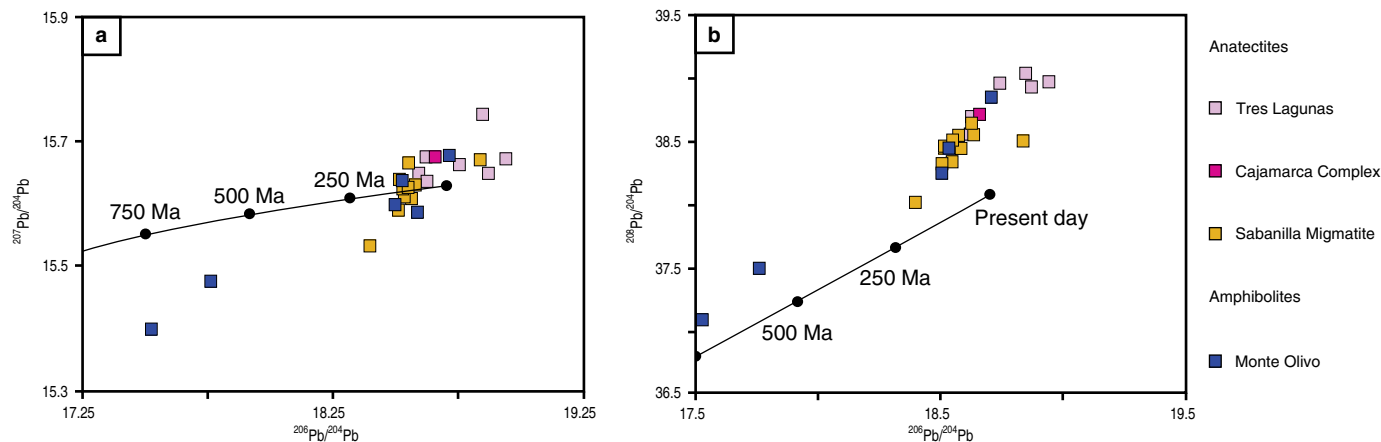 a
15.9
15.7
15.5
15.3
²⁰⁷Pb/²⁰⁴Pb
750 Ma
500 Ma
250 Ma
17.25
18.25
19.25
²⁰⁶Pb/²⁰⁴Pb
b
39.5
38.5
37.5
36.5
²⁰⁸Pb/²⁰⁴Pb
Present day
250 Ma
500 Ma
17.5
18.5
19.5
²⁰⁶Pb/²⁰⁴Pb
Anatectites
Tres Lagunas
Cajamarca Complex
Sabanilla Migmatite
Amphibolites
Monte Olivo